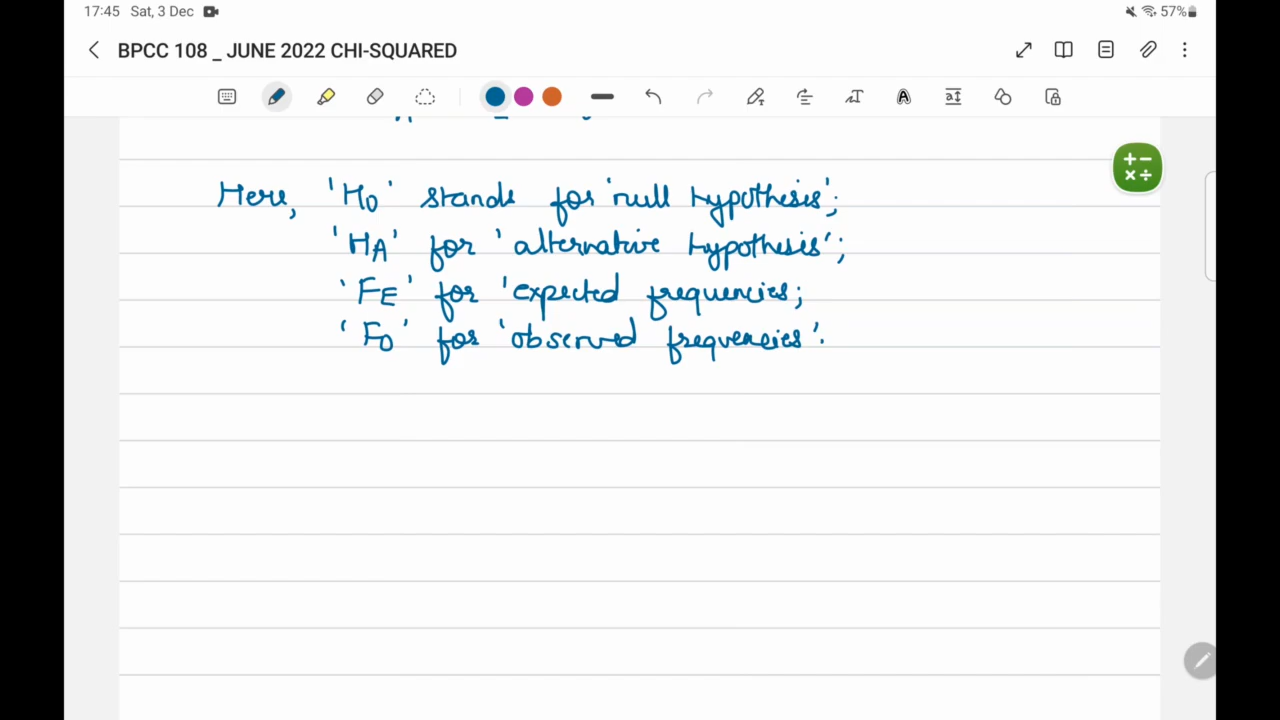 17:45 Sat, 3 Dec 57%
BPCC 108 _ JUNE 2022 CHI-SQUARED
Here, 'H0' stands for 'null hypothesis';
'HA' for 'alternative hypothesis';
'FE' for 'expected frequencies;
'FO' for 'observed frequencies'.